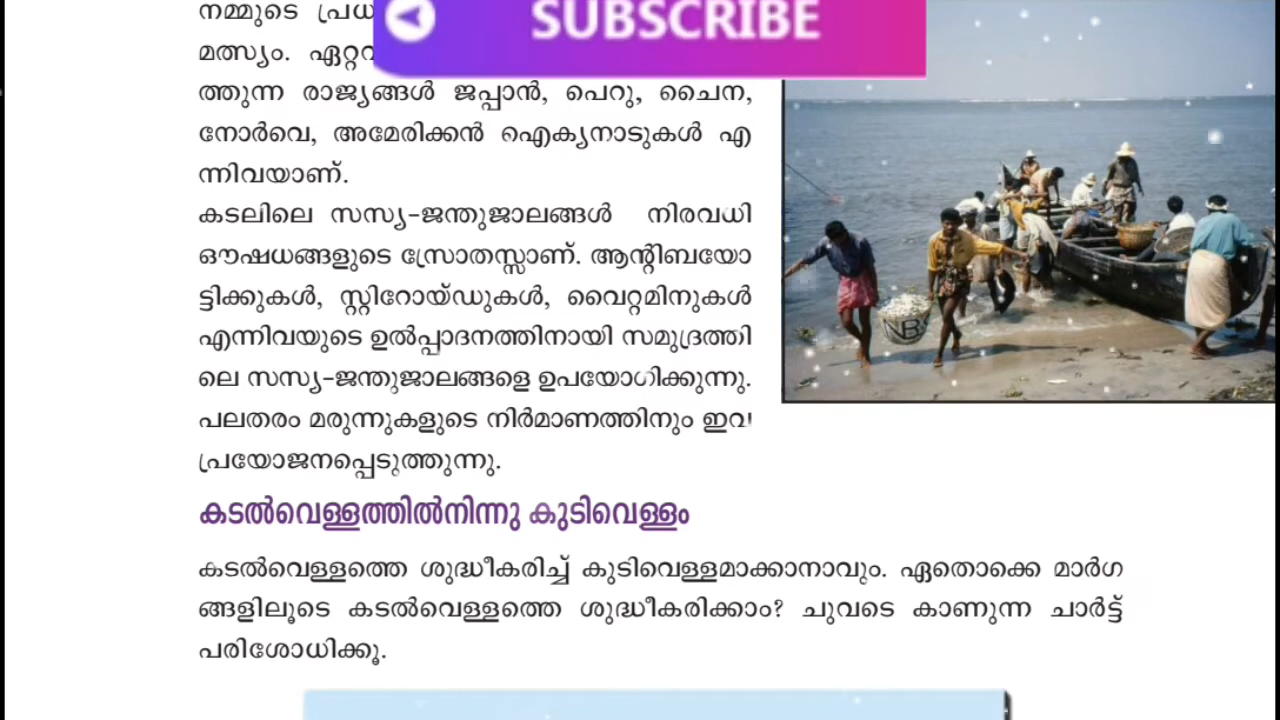 നമ്മുടെ
SUBSCRIBE
മത്സ്യം.
ത്തുന്ന രാജ്യങ്ങൾ ജപ്പാൻ, പെറു, ചൈന,
നോർവെ, അമേരിക്കൻ ഐക്യനാടുകൾ എ
ന്നിവയാണ്.
കടലിലെ സസ്യ-ജന്തുജാലങ്ങൾ നിരവധി
ഔഷധങ്ങളുടെ സ്രോതസ്സാണ്. ആന്റിബയോ
ട്ടിക്കുകൾ, സ്റ്റിറോയ്ഡുകൾ, വൈറ്റമിനുകൾ
എന്നിവയുടെ ഉൽപ്പാദനത്തിനായി സമുദ്രത്തി
ലെ സസ്യ-ജന്തുജാലങ്ങളെ ഉപയോഗിക്കുന്നു.
പലതരം മരുന്നുകളുടെ നിർമാണത്തിനും ഇവ
പ്രയോജനപ്പെടുത്തുന്നു.
കടൽവെള്ളത്തിൽനിന്നു കുടിവെള്ളം
കടൽവെള്ളത്തെ ശുദ്ധീകരിച്ച് കുടിവെള്ളമാക്കാനാവും. ഏതൊക്കെ മാർഗ
ങ്ങളിലൂടെ കടൽവെള്ളത്തെ ശുദ്ധീകരിക്കാം? ചുവടെ കാണുന്ന ചാർട്ട്
പരിശോധിക്കൂ.